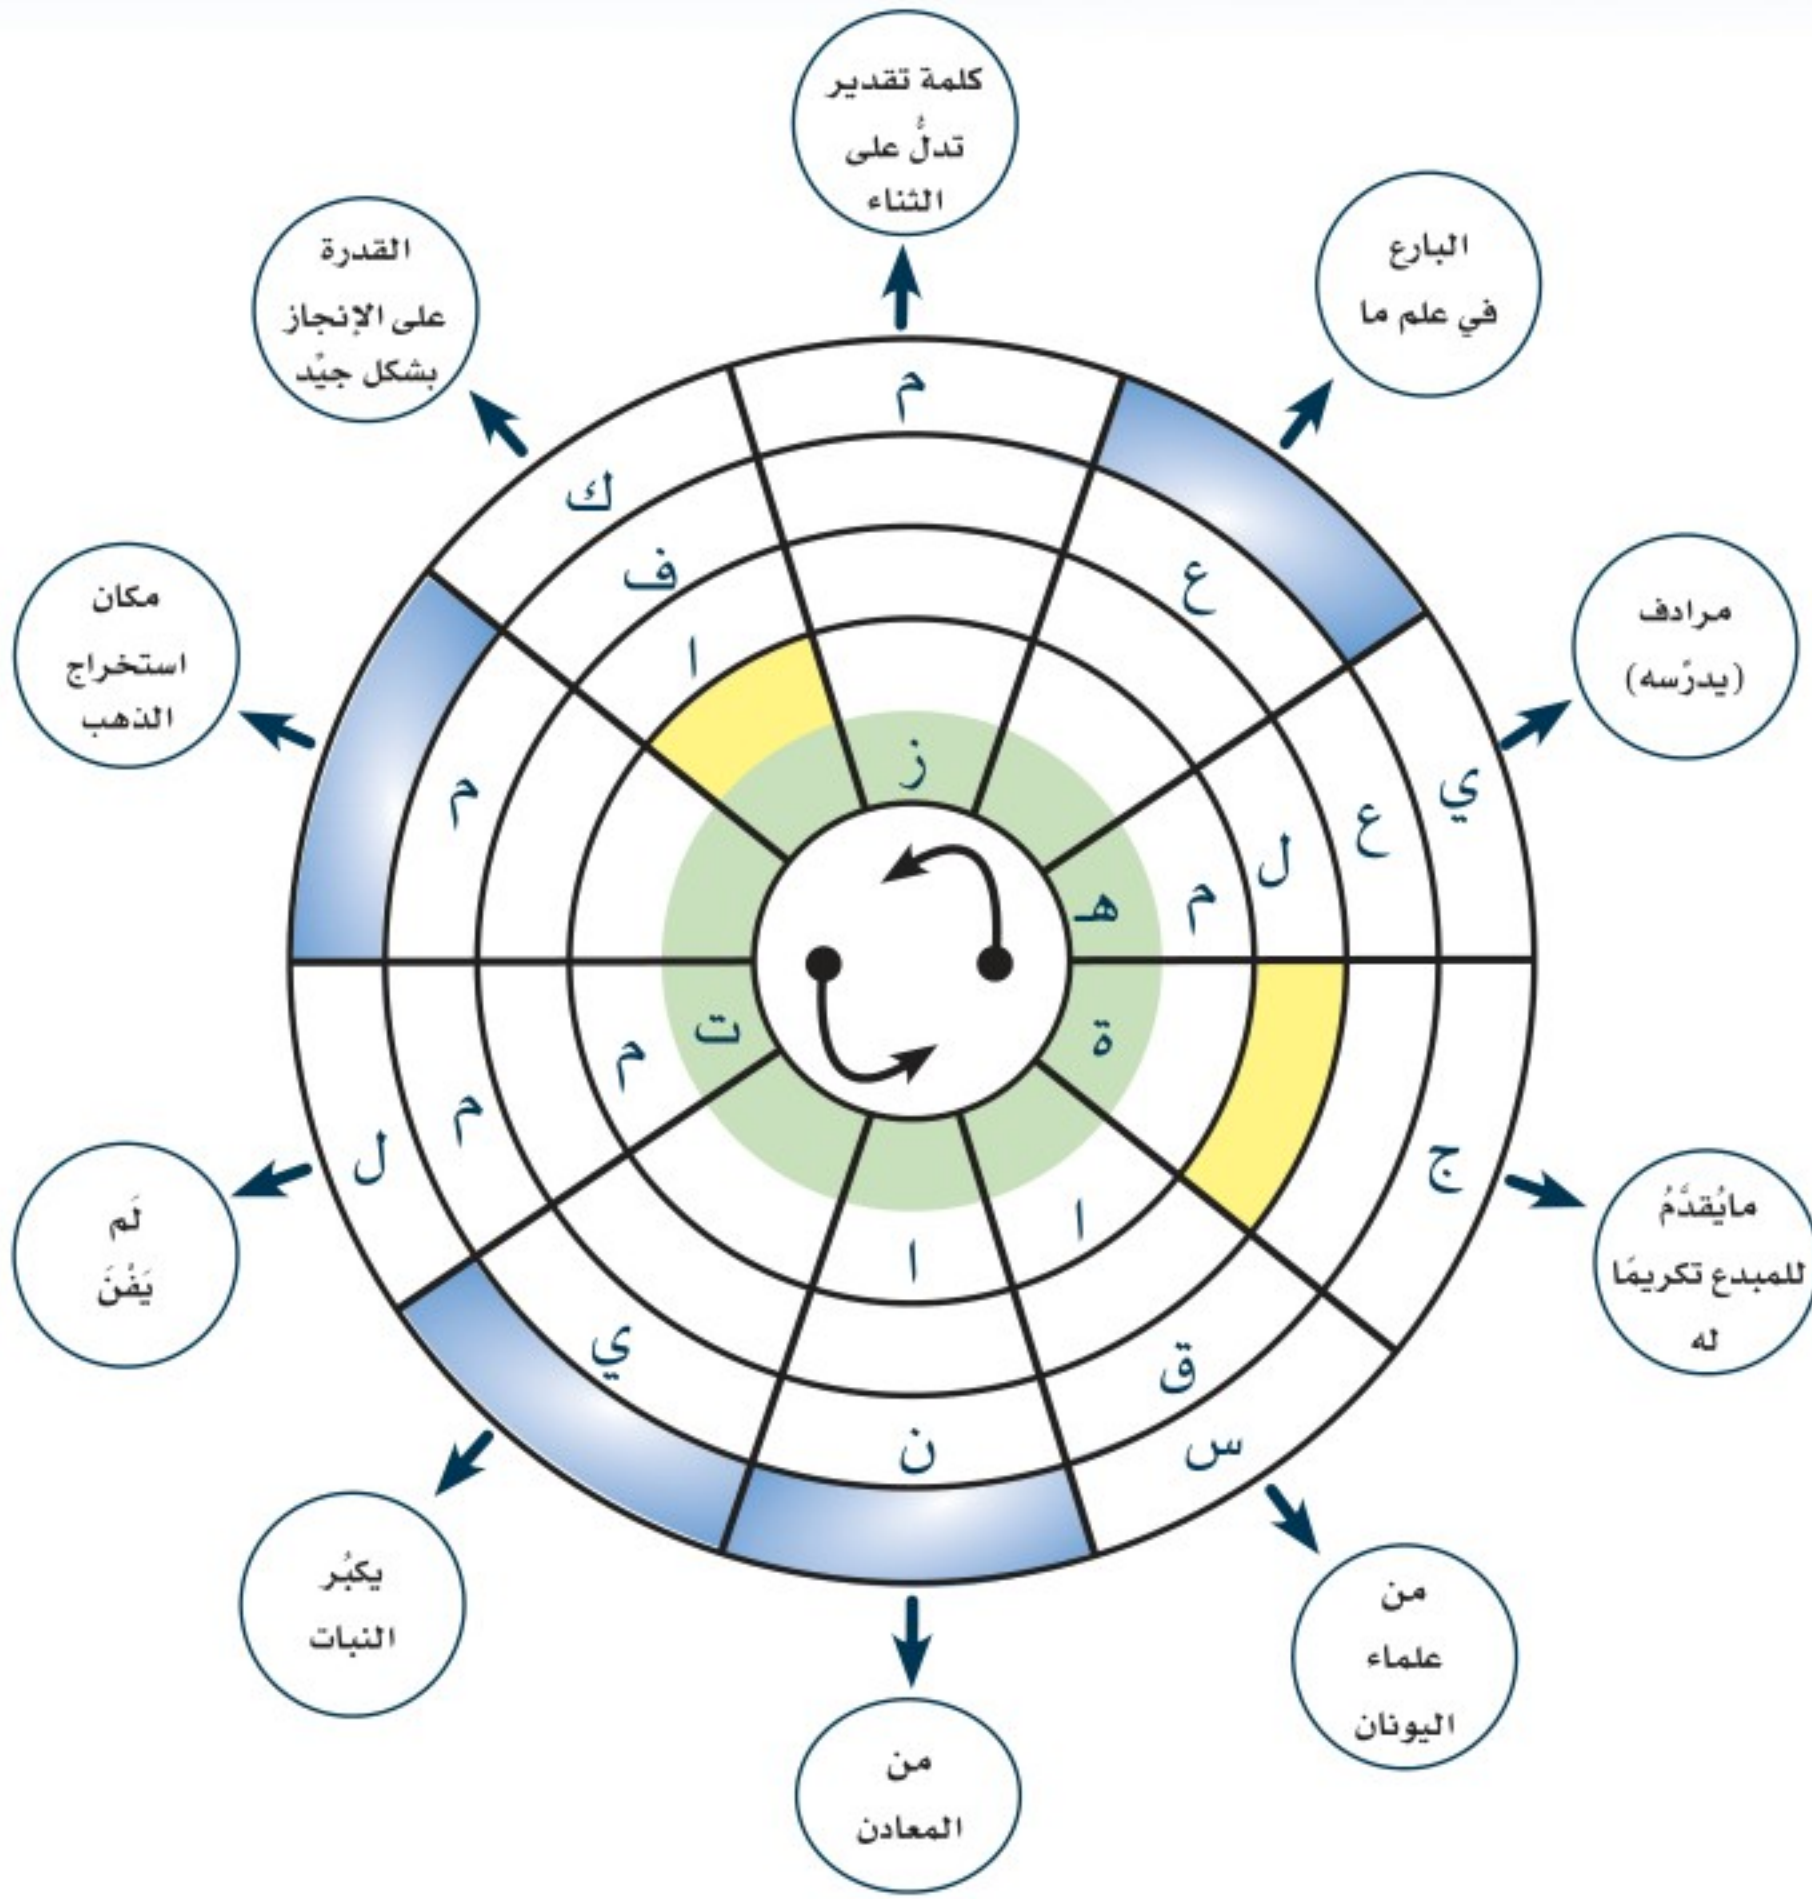 كلمة تقدير
تدلُّ على
الثناء
البارع
في علم ما
مرادف
(يدرّسه)
مايُقدَّمُ
للمبدع تكريمًا
له
من
علماء
اليونان
من
المعادن
يكبُر
النبات
لَم
يَفْنَ
مكان
استخراج
الذهب
القدرة
على الإنجاز
بشكل جيِّد
م
ز
ع
ي
ع
ل
م
هـ
ج
ة
س
ق
ا
ن
ا
ي
ل
م
م
ت
م
ك
ف
ا